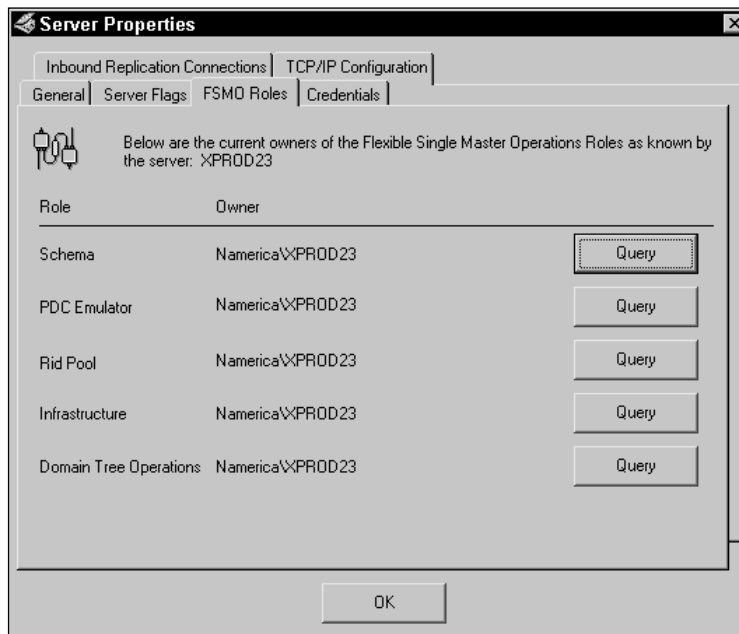 Server Properties
Inbound Replication Connections TCP/IP Configuration
General Server Flags FSMO Roles Credentials
Below are the current owners of the Flexible Single Master Operations Roles as known by
the server: XPROD23
Role Owner
Schema Namerica\XPROD23 Query
PDC Emulator Namerica\XPROD23 Query
Rid Pool Namerica\XPROD23 Query
Infrastructure Namerica\XPROD23 Query
Domain Tree Operations Namerica\XPROD23 Query
OK